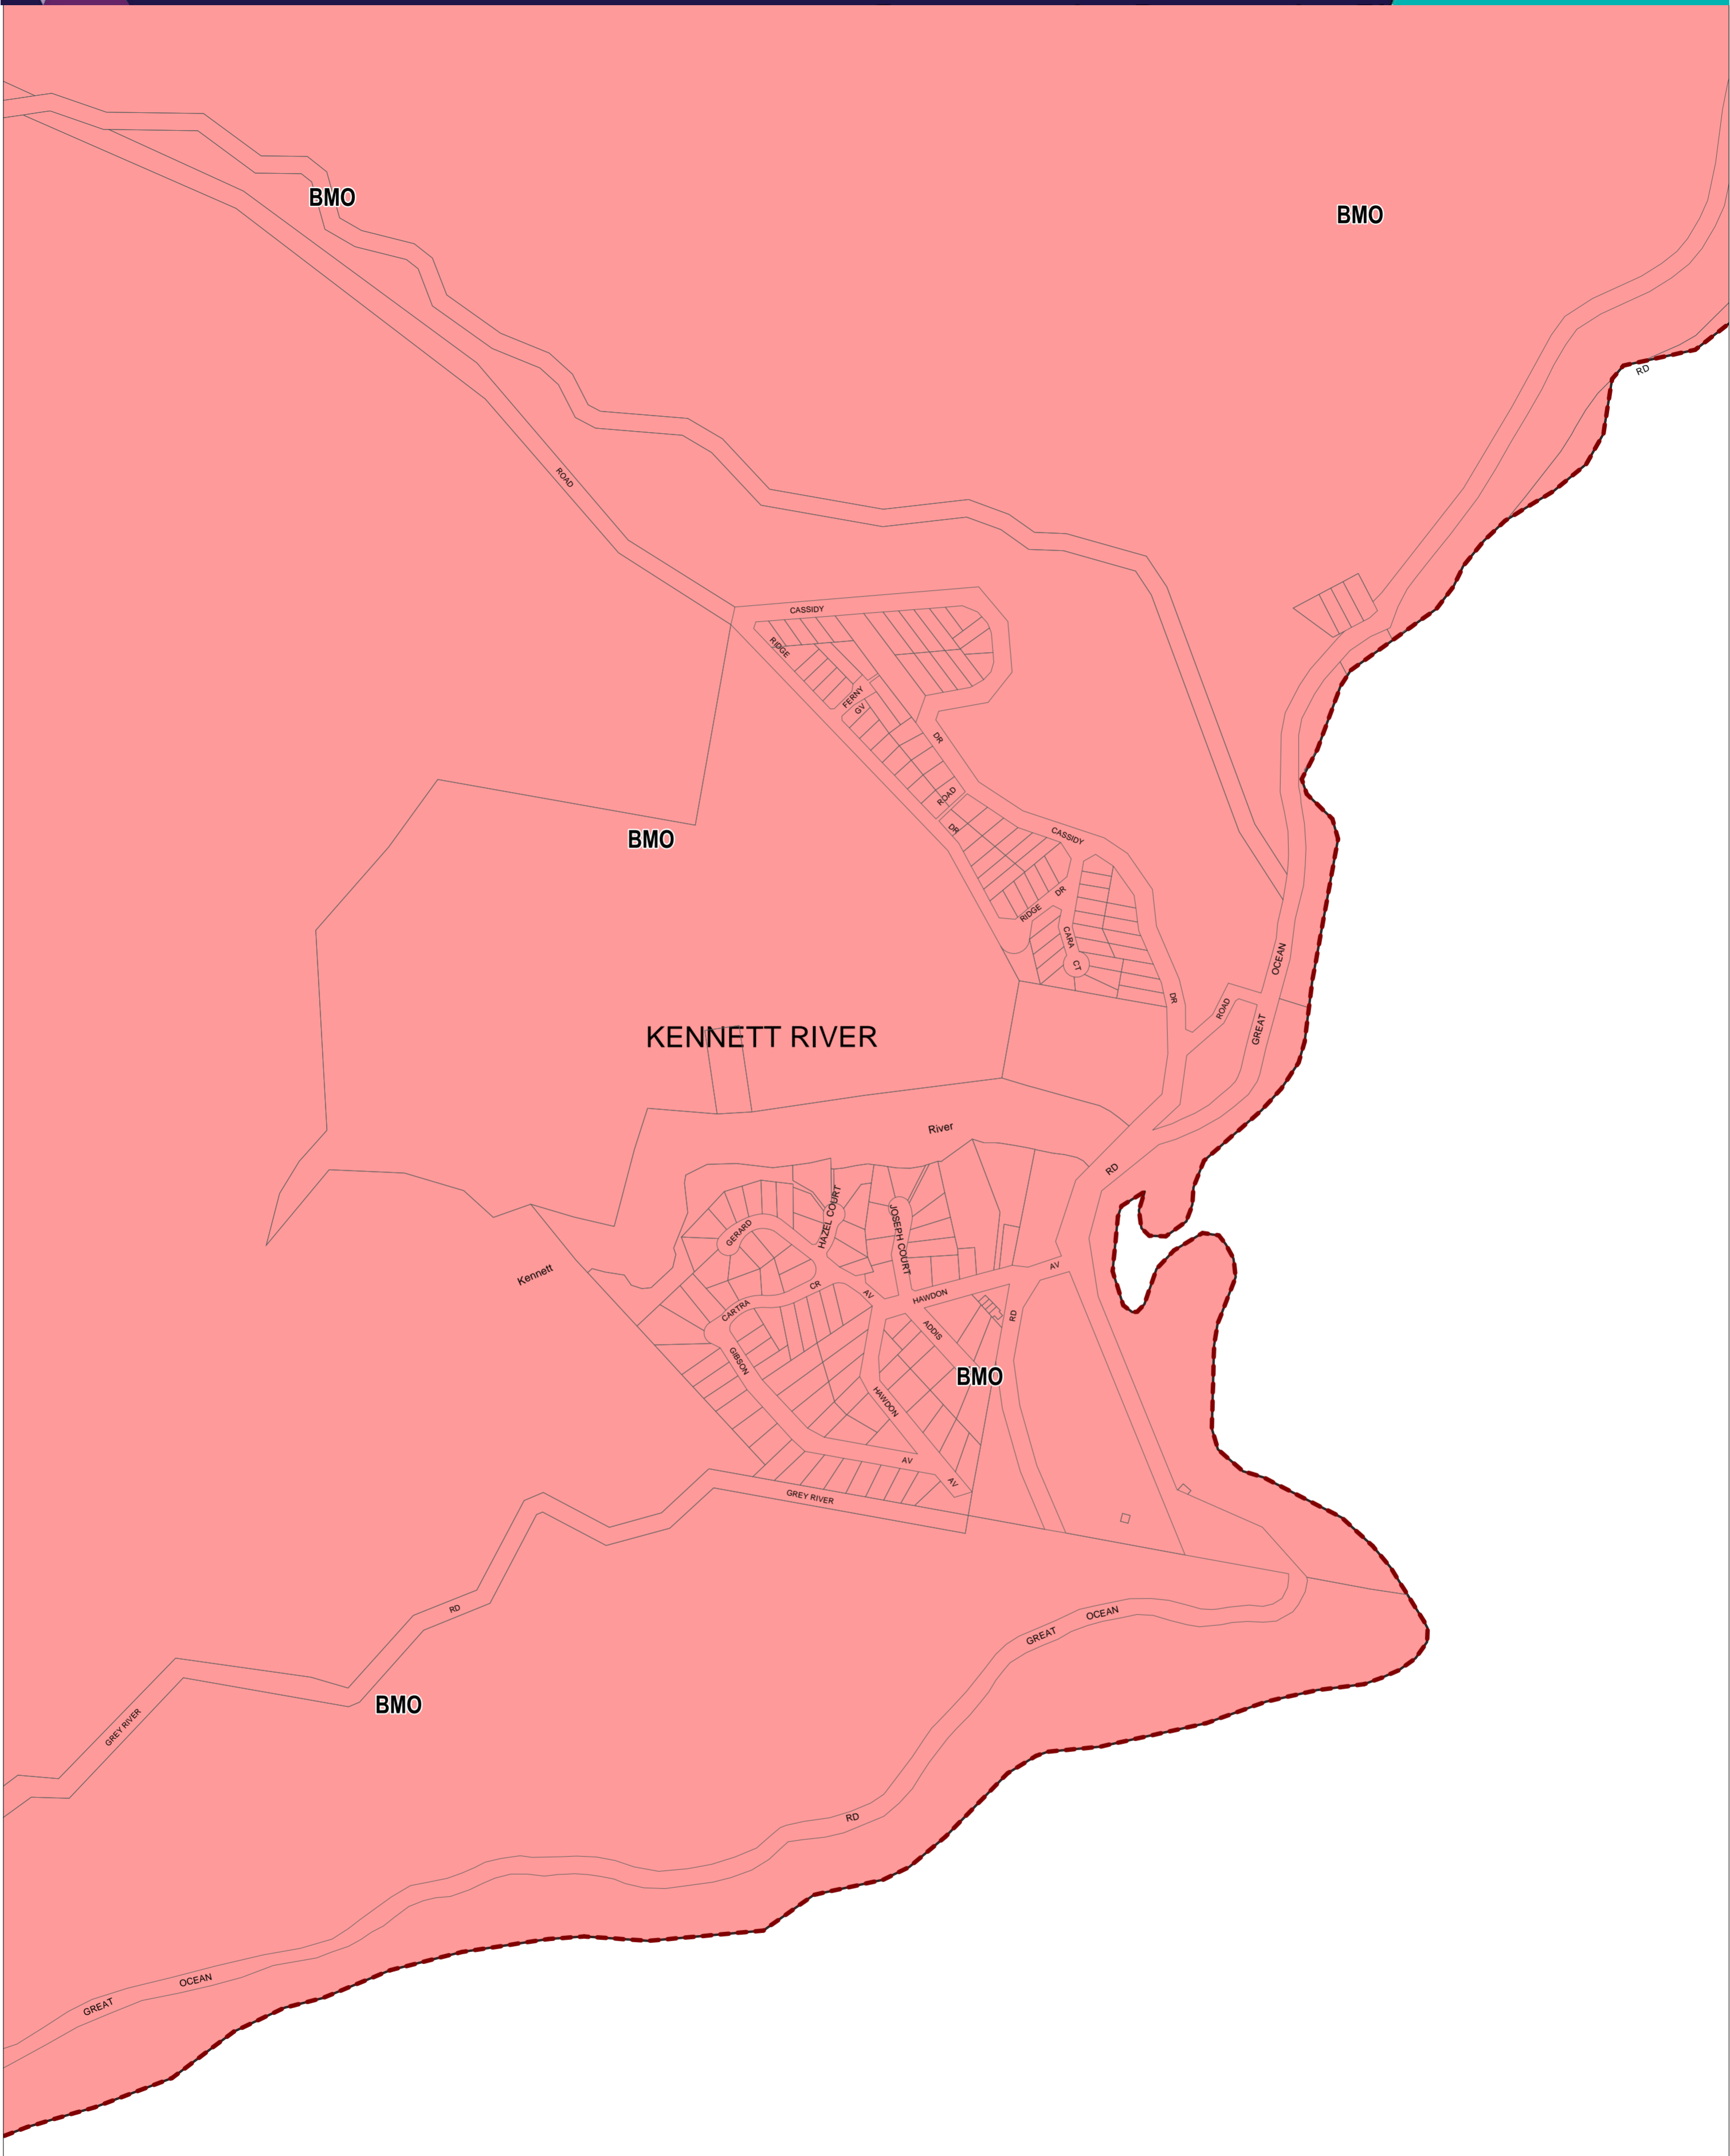 BMO
BMO
RD
ROAD
CASSIDY
RIDGE
FERNY
GV
DR
ROAD
DR
CASSIDY
DR
RIDGE
CARA
CT
OCEAN
DR
ROAD
GREAT
BMO
KENNETT RIVER
River
RD
HAZEL COURT
JOSEPH COURT
GERARD
Kennett
AV
CR
AV
HAWDON
CARTRA
RD
ADDIS
GIBSON
BMO
HAWDON
AV
AV
GREY RIVER
RD
OCEAN
GREAT
BMO
GREY RIVER
RD
OCEAN
GREAT